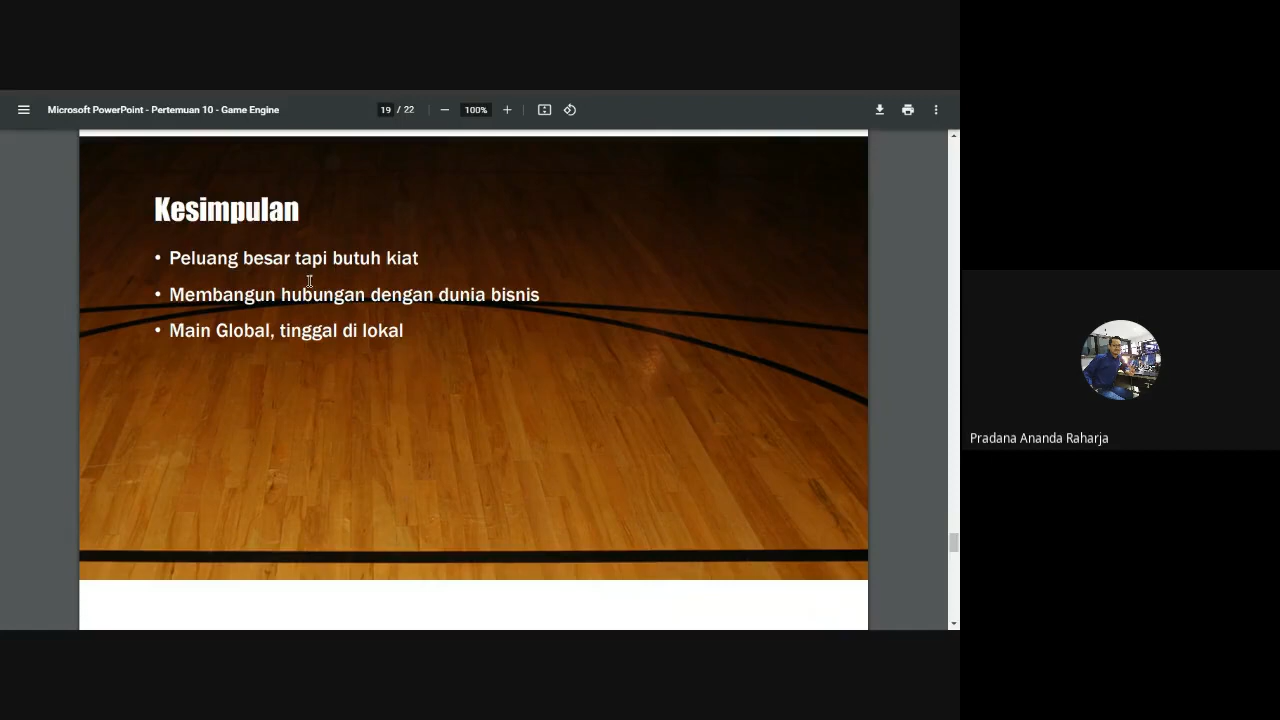 Microsoft PowerPoint - Pertemuan 10 - Game Engine
19 / 22
100%
Kesimpulan
• Peluang besar tapi butuh kiat
• Membangun hubungan dengan dunia bisnis
• Main Global, tinggal di lokal
Pradana Ananda Raharja